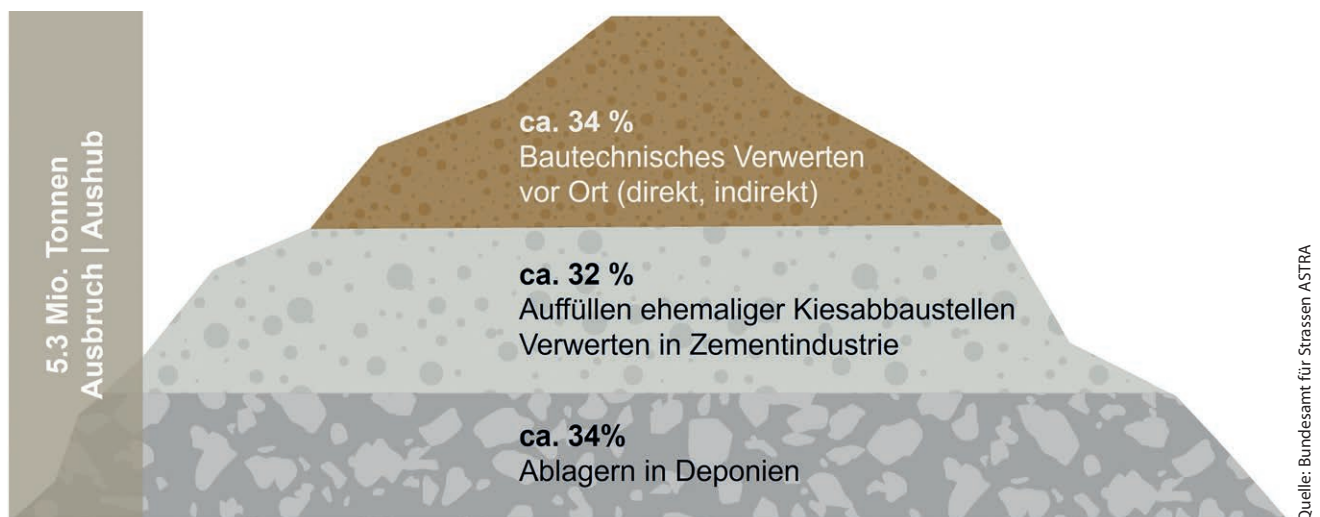 5.3 Mio. Tonnen
Ausbruch | Aushub
ca. 34 %
Bautechnisches Verwerten
vor Ort (direkt, indirekt)
ca. 32 %
Auffüllen ehemaliger Kiesabbaustellen
Verwerten in Zementindustrie
ca. 34%
Ablagern in Deponien
Quelle: Bundesamt für Strassen ASTRA